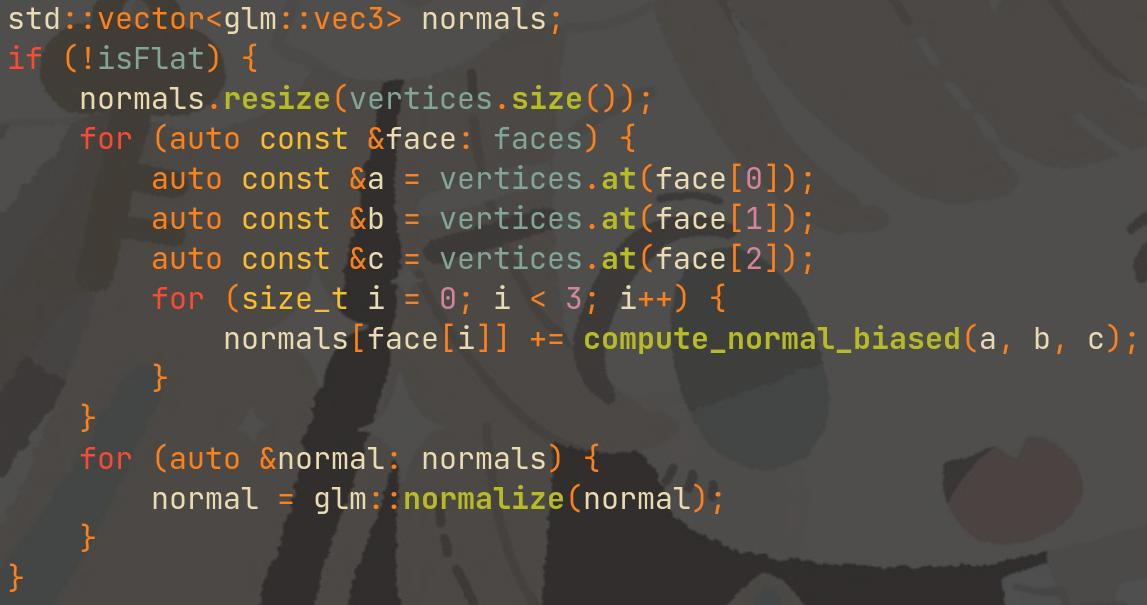 std::vector<glm::vec3> normals;
if (!isFlat) {
    normals.resize(vertices.size());
    for (auto const &face: faces) {
        auto const &a = vertices.at(face[0]);
        auto const &b = vertices.at(face[1]);
        auto const &c = vertices.at(face[2]);
        for (size_t i = 0; i < 3; i++) {
            normals[face[i]] += compute_normal_biased(a, b, c);
        }
    }
    for (auto &normal: normals) {
        normal = glm::normalize(normal);
    }
}